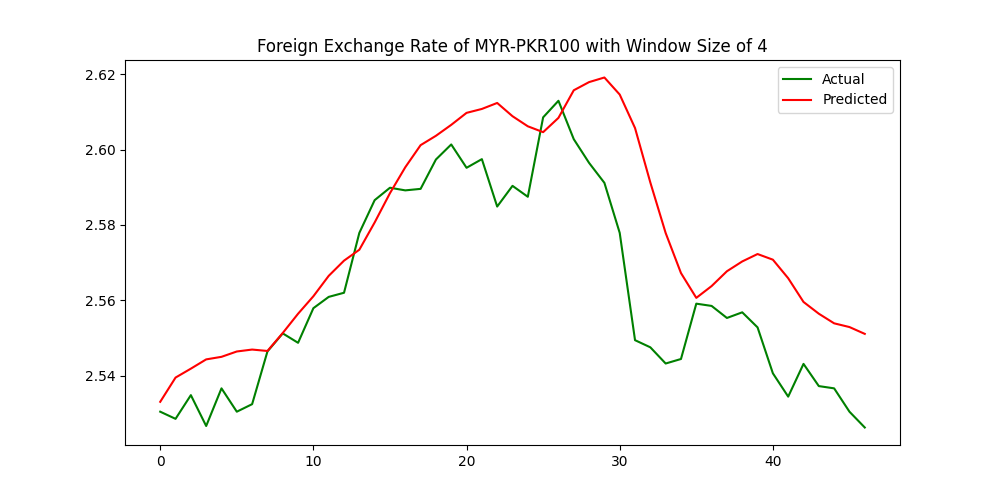 Foreign Exchange Rate of MYR-PKR100 with Window Size of 4
Actual
Predicted
2.62
2.60
2.58
2.56
2.54
0 10 20 30 40